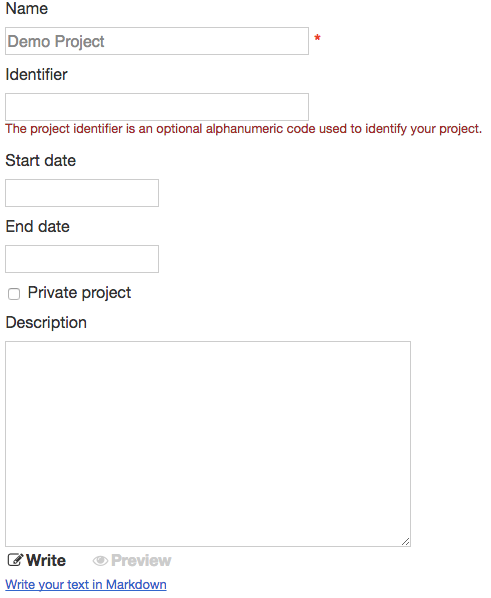 Name
Demo Project *
Identifier
The project identifier is an optional alphanumeric code used to identify your project.
Start date
End date
Private project
Description
Write Preview
Write your text in Markdown